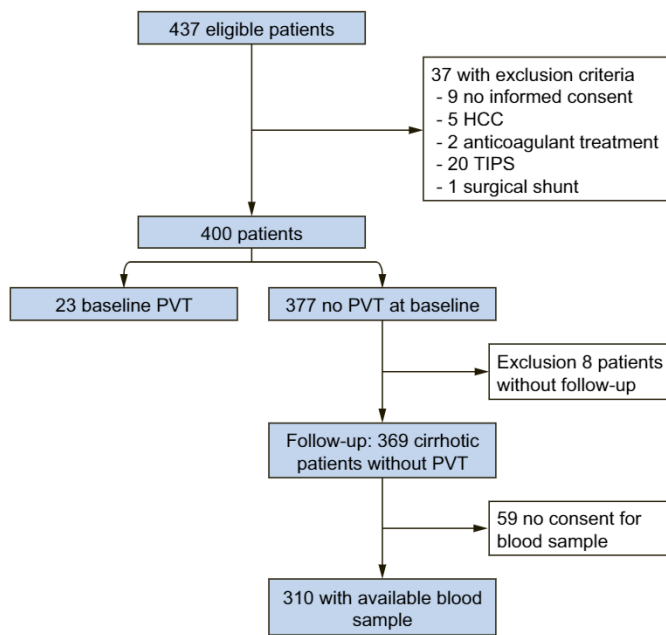 437 eligible patients
37 with exclusion criteria
- 9 no informed consent
- 5 HCC
- 2 anticoagulant treatment
- 20 TIPS
- 1 surgical shunt
400 patients
23 baseline PVT
377 no PVT at baseline
Exclusion 8 patients
without follow-up
Follow-up: 369 cirrhotic
patients without PVT
59 no consent for
blood sample
310 with available blood
sample